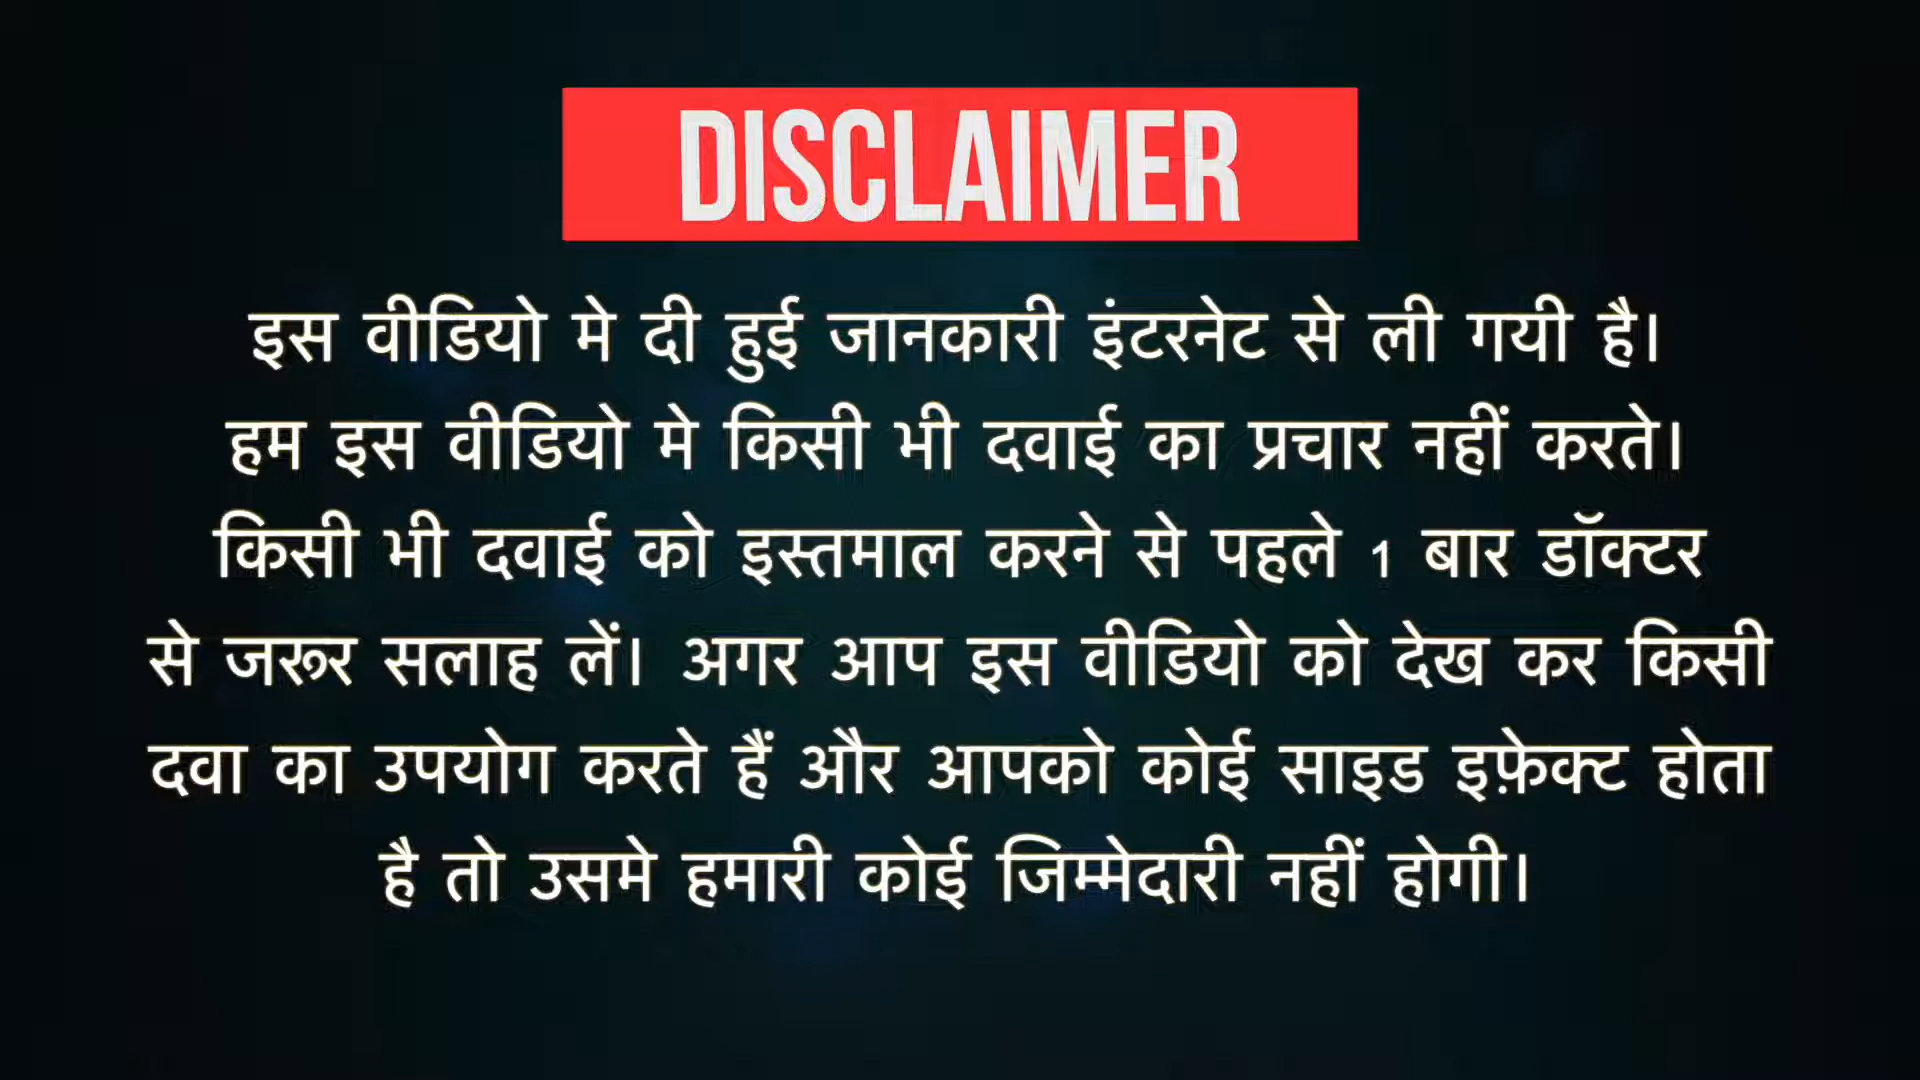 DISCLAIMER
इस वीडियो मे दी हुई जानकारी इंटरनेट से ली गयी है।
हम इस वीडियो मे किसी भी दवाई का प्रचार नहीं करते।
किसी भी दवाई को इस्तमाल करने से पहले 1 बार डॉक्टर
से जरूर सलाह लें। अगर आप इस वीडियो को देख कर किसी
दवा का उपयोग करते हैं और आपको कोई साइड इफ़ेक्ट होता
है तो उसमे हमारी कोई जिम्मेदारी नहीं होगी।